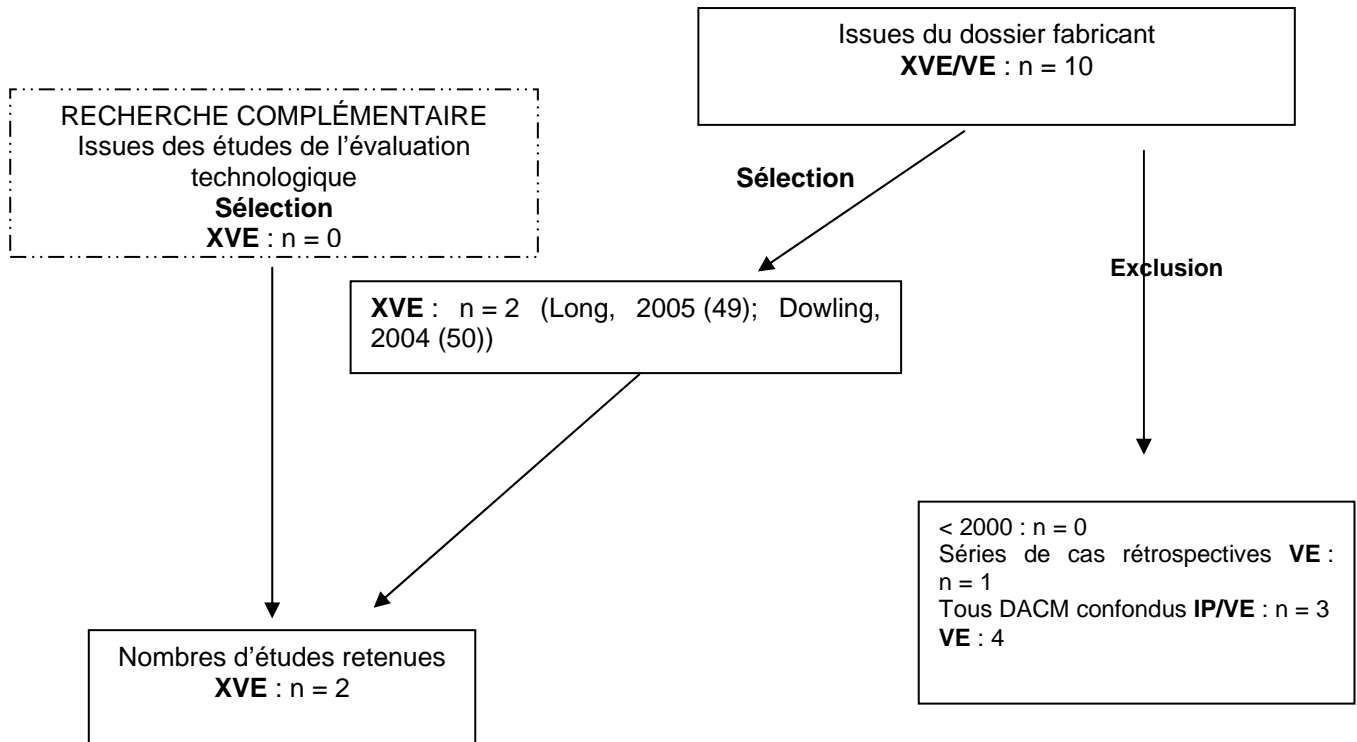 Issues du dossier fabricant
XVE/VE : n = 10
RECHERCHE COMPLÉMENTAIRE
Issues des études de l'évaluation
technologique
Sélection
XVE : n = 0
Sélection
Exclusion
XVE : n = 2 (Long, 2005 (49); Dowling,
2004 (50))
< 2000 : n = 0
Séries de cas rétrospectives VE :
n = 1
Tous DACM confondus IP/VE : n = 3
VE : 4
Nombres d'études retenues
XVE : n = 2